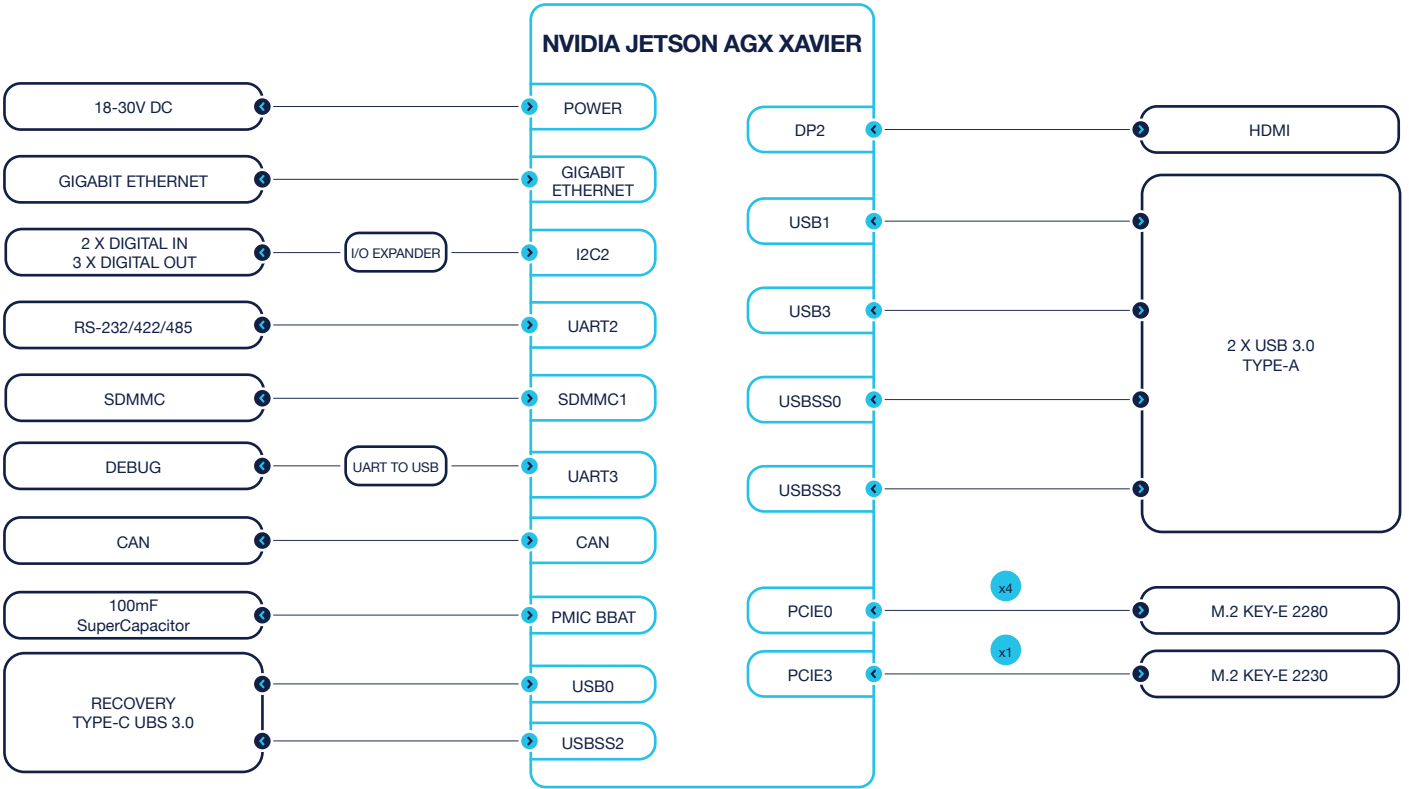 NVIDIA JETSON AGX XAVIER
18-30V DC
POWER
GIGABIT ETHERNET
GIGABIT
ETHERNET
2 X DIGITAL IN
3 X DIGITAL OUT
I/O EXPANDER
I2C2
RS-232/422/485
UART2
SDMMC
SDMMC1
DEBUG
UART TO USB
UART3
CAN
CAN
100mF
SuperCapacitor
PMIC BBAT
RECOVERY
TYPE-C UBS 3.0
USB0
USBSS2
DP2
HDMI
USB1
USB3
USBSS0
USBSS3
2 X USB 3.0
TYPE-A
PCIE0
x4
M.2 KEY-E 2280
PCIE3
x1
M.2 KEY-E 2230